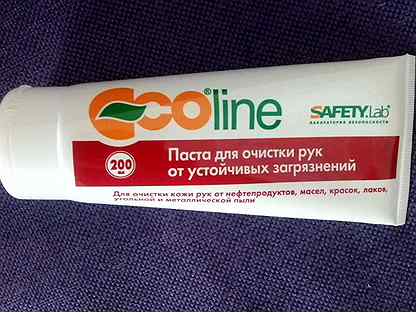 Ecoline®
SAFETY.Lab®
ЛАБОРАТОРИЯ БЕЗОПАСНОСТИ
200
мл
Паста для очистки рук
от устойчивых загрязнений
Для очистки кожи рук от нефтепродуктов, масел, красок, лаков,
угольной и металлической пыли